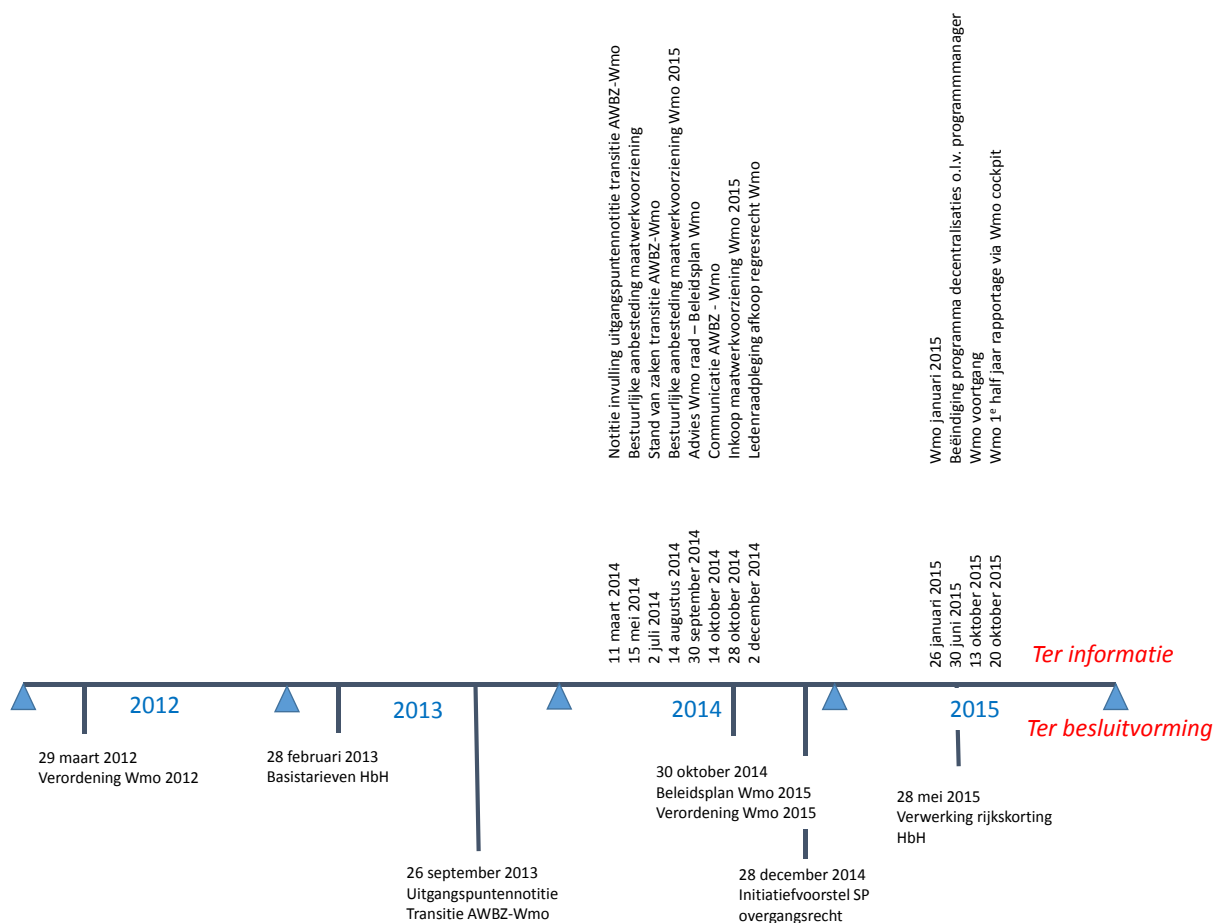 Notitie invulling uitgangspuntennotitie transitie AWBZ-Wmo
Bestuurlijke aanbesteding maatwerkvoorziening
Stand van zaken transitie AWBZ-Wmo
Bestuurlijke aanbesteding maatwerkvoorziening Wmo 2015
Advies Wmo raad – Beleidsplan Wmo
Communicatie AWBZ - Wmo
Inkoop maatwerkvoorziening Wmo 2015
Ledenraadpleging afkoop regresrecht Wmo
Wmo januari 2015
Beëindiging programma decentralisaties o.l.v. programmmanager
Wmo voortgang
Wmo 1e half jaar rapportage via Wmo cockpit
11 maart 2014
15 mei 2014
2 juli 2014
14 augustus 2014
30 september 2014
14 oktober 2014
28 oktober 2014
2 december 2014
26 januari 2015
30 juni 2015
13 oktober 2015
20 oktober 2015
Ter informatie
2012
2013
2014
2015
Ter besluitvorming
29 maart 2012
Verordening Wmo 2012
28 februari 2013
Basistarieven HbH
26 september 2013
Uitgangspuntennotitie
Transitie AWBZ-Wmo
30 oktober 2014
Beleidsplan Wmo 2015
Verordening Wmo 2015
28 december 2014
Initiatiefvoorstel SP
overgangsrecht
28 mei 2015
Verwerking rijkskorting
HbH